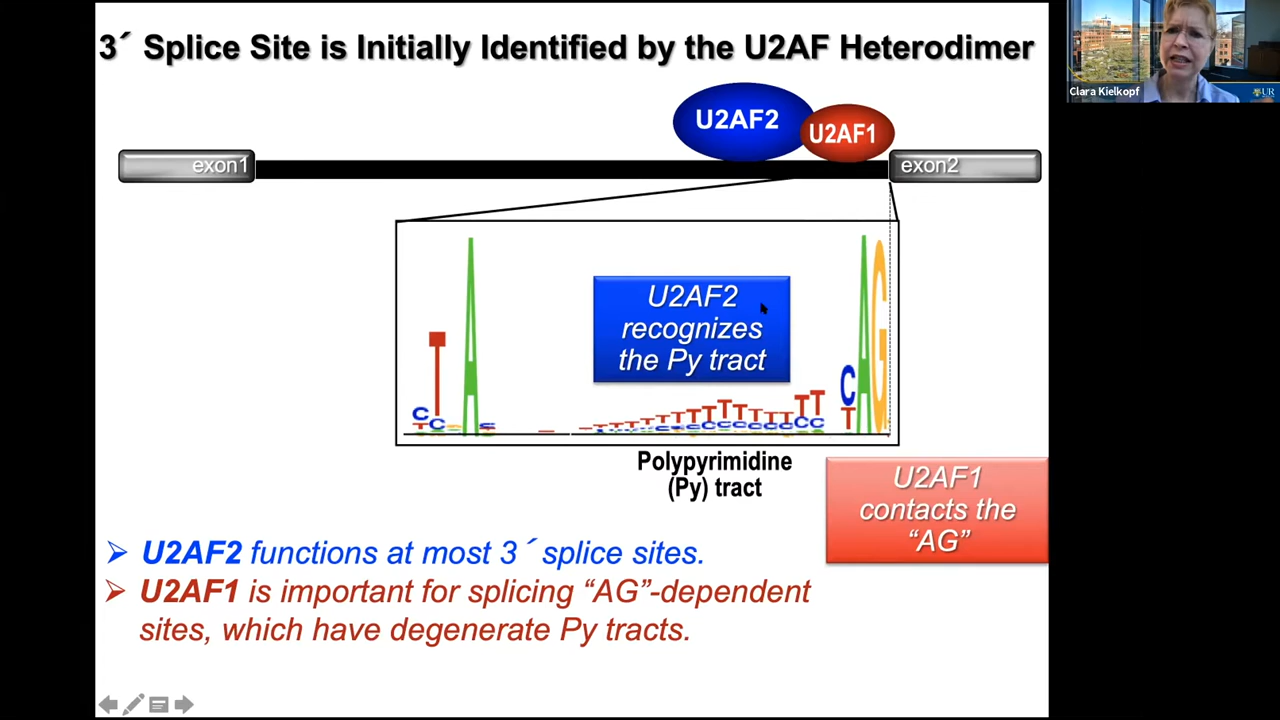 3´ Splice Site is Initially Identified by the U2AF Heterodimer
Clara Kielkopf
UR
U2AF2
U2AF1
exon1
exon2
U2AF2
recognizes
the Py tract
Polypyrimidine
(Py) tract
U2AF1
contacts the
“AG”
➢ U2AF2 functions at most 3´ splice sites.
➢ U2AF1 is important for splicing “AG”-dependent
sites, which have degenerate Py tracts.